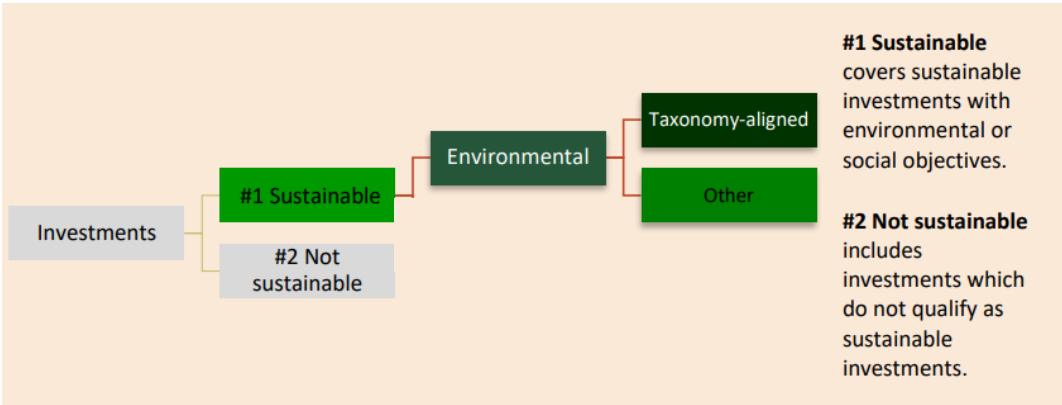 Investments
#1 Sustainable
#2 Not
sustainable
Environmental
Taxonomy-aligned
Other
#1 Sustainable
covers sustainable
investments with
environmental or
social objectives.
#2 Not sustainable
includes
investments which
do not qualify as
sustainable
investments.